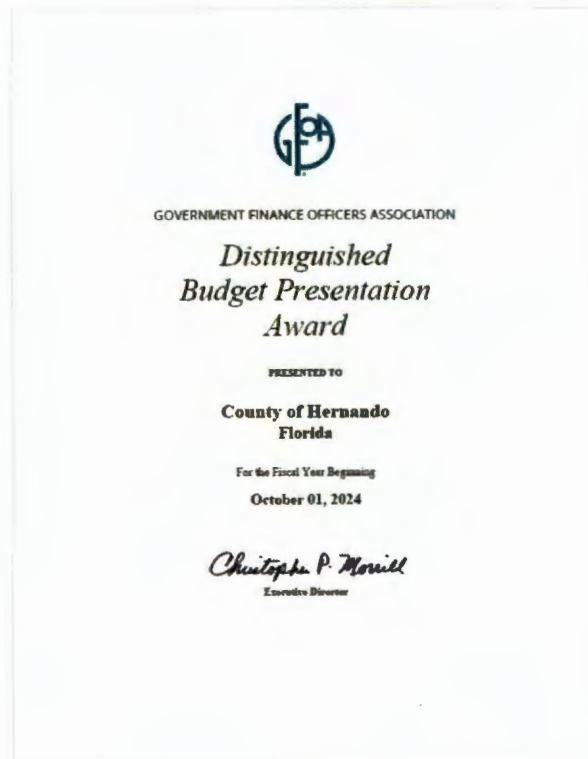 GFOA
GOVERNMENT FINANCE OFFICERS ASSOCIATION
Distinguished
Budget Presentation
Award
PRESENTED TO
County of Hernando
Florida
For the Fiscal Year Beginning
October 01, 2024
Christopher P. Morrill
Executive Director